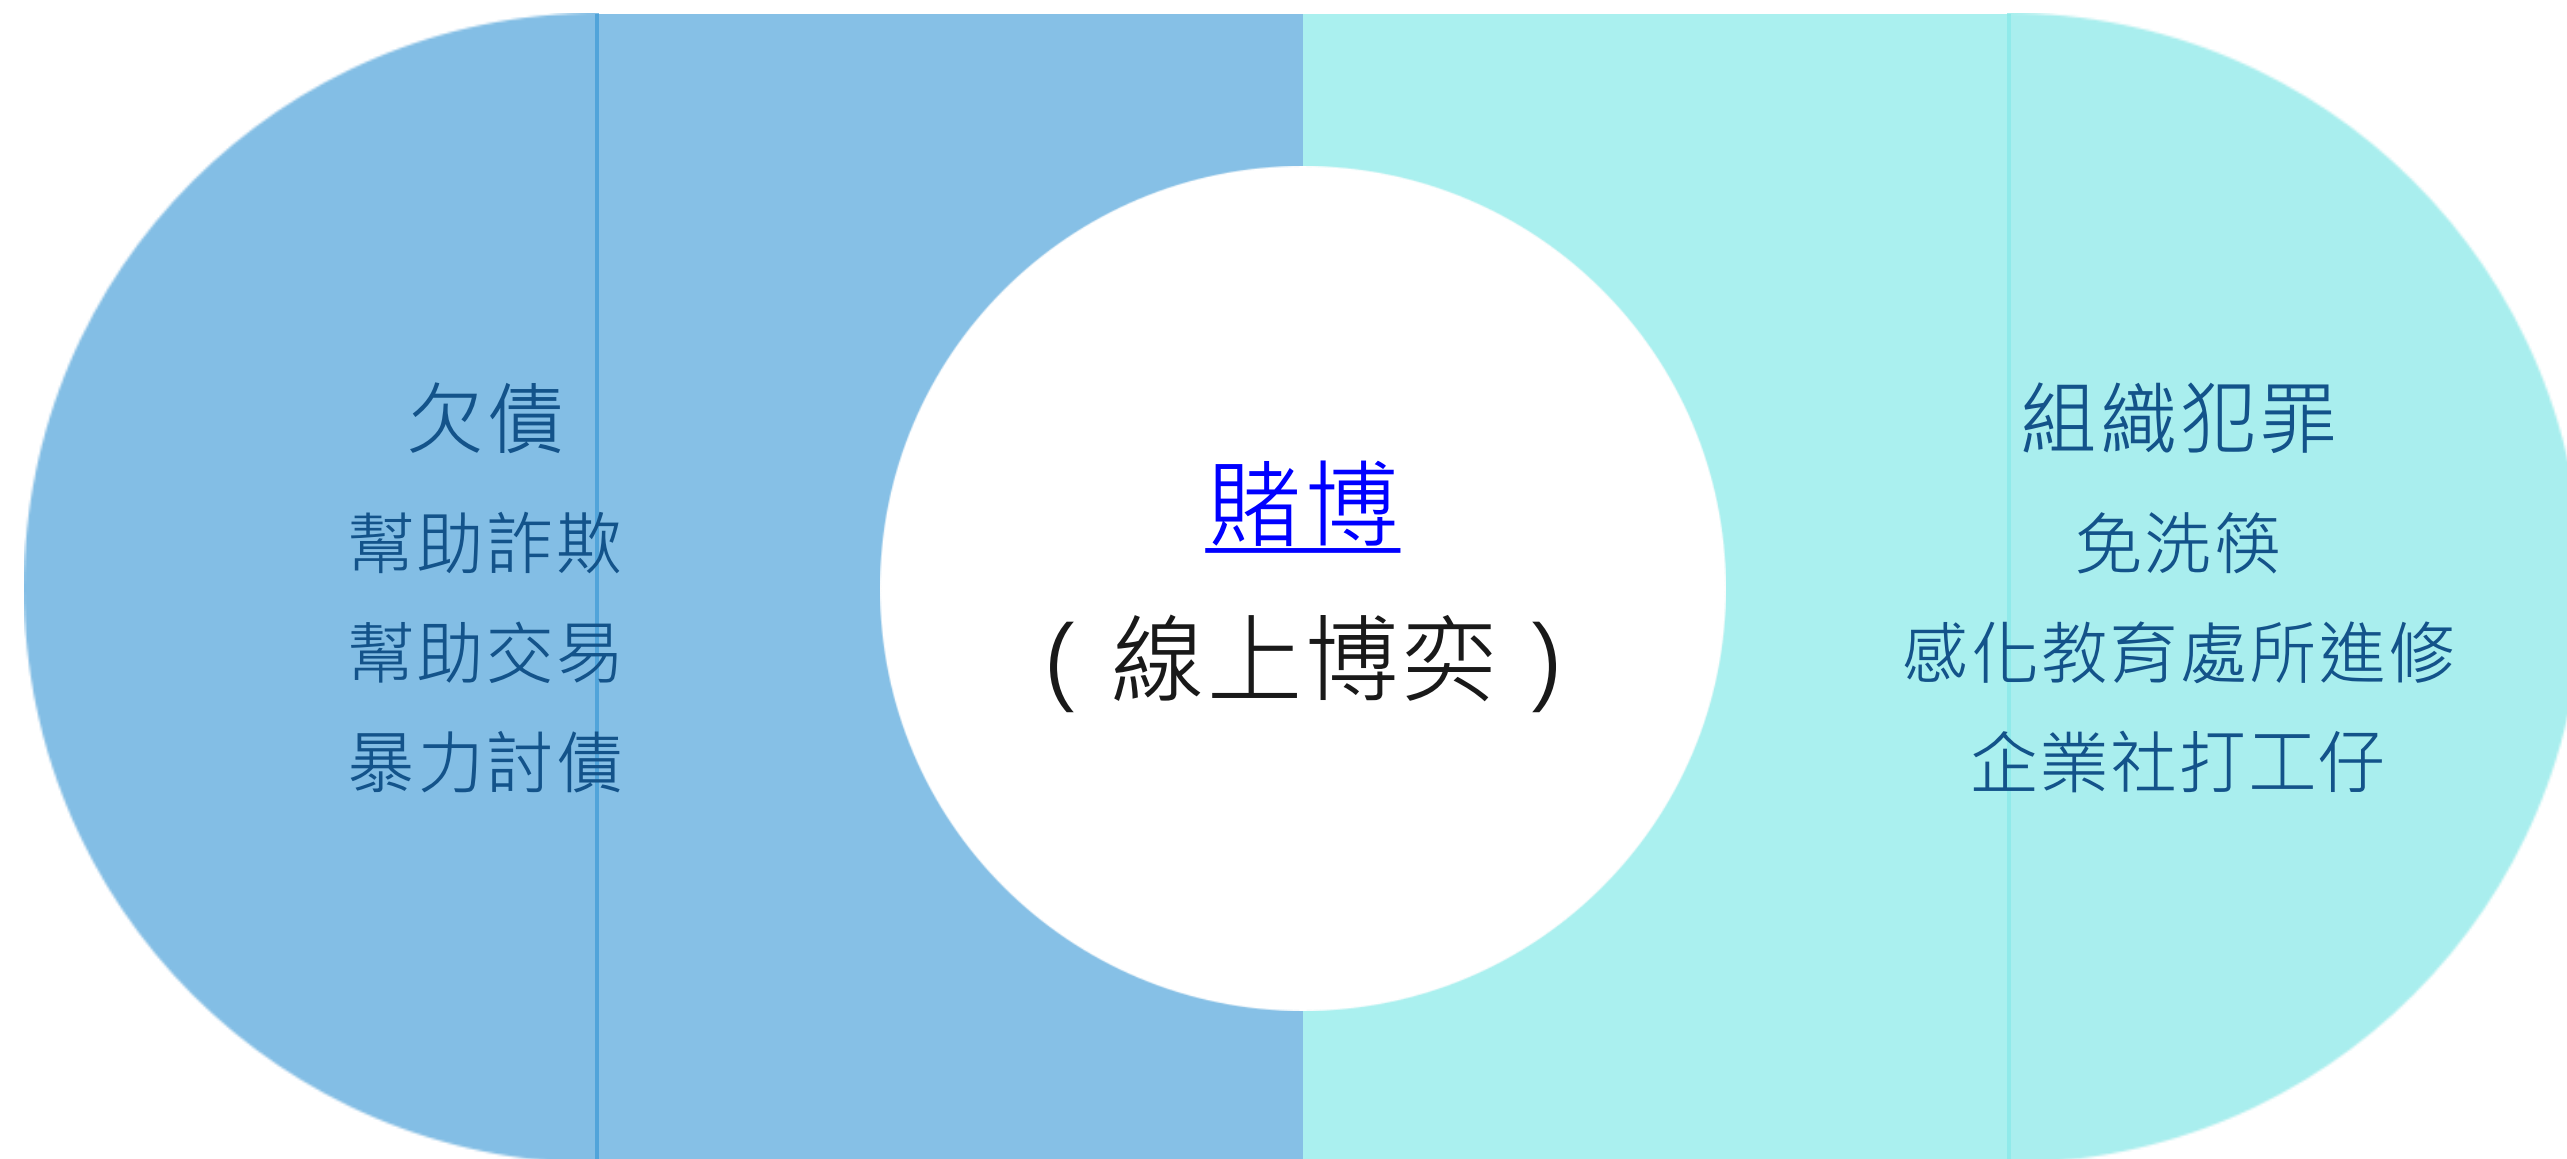 欠債
幫助詐欺
幫助交易
暴力討債
賭博
( 線上博奕 )
組織犯罪
免洗筷
感化教育處所進修
企業社打工仔